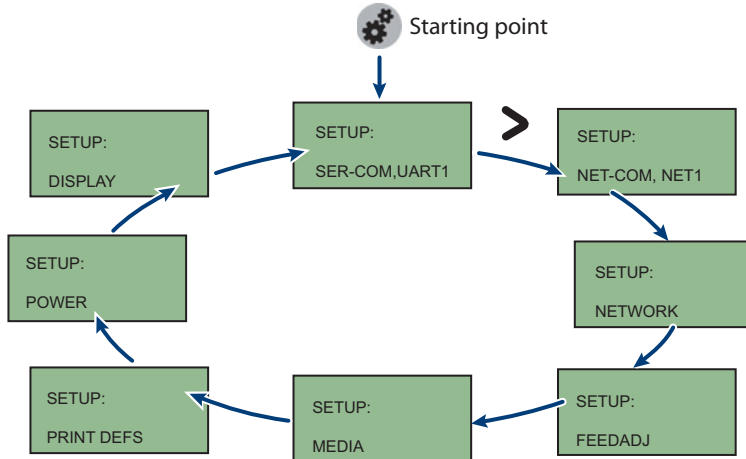 Starting point
SETUP:
SER-COM,UART1
>
SETUP:
NET-COM, NET1
SETUP:
NETWORK
SETUP:
FEEDADJ
SETUP:
MEDIA
SETUP:
PRINT DEFS
SETUP:
POWER
SETUP:
DISPLAY